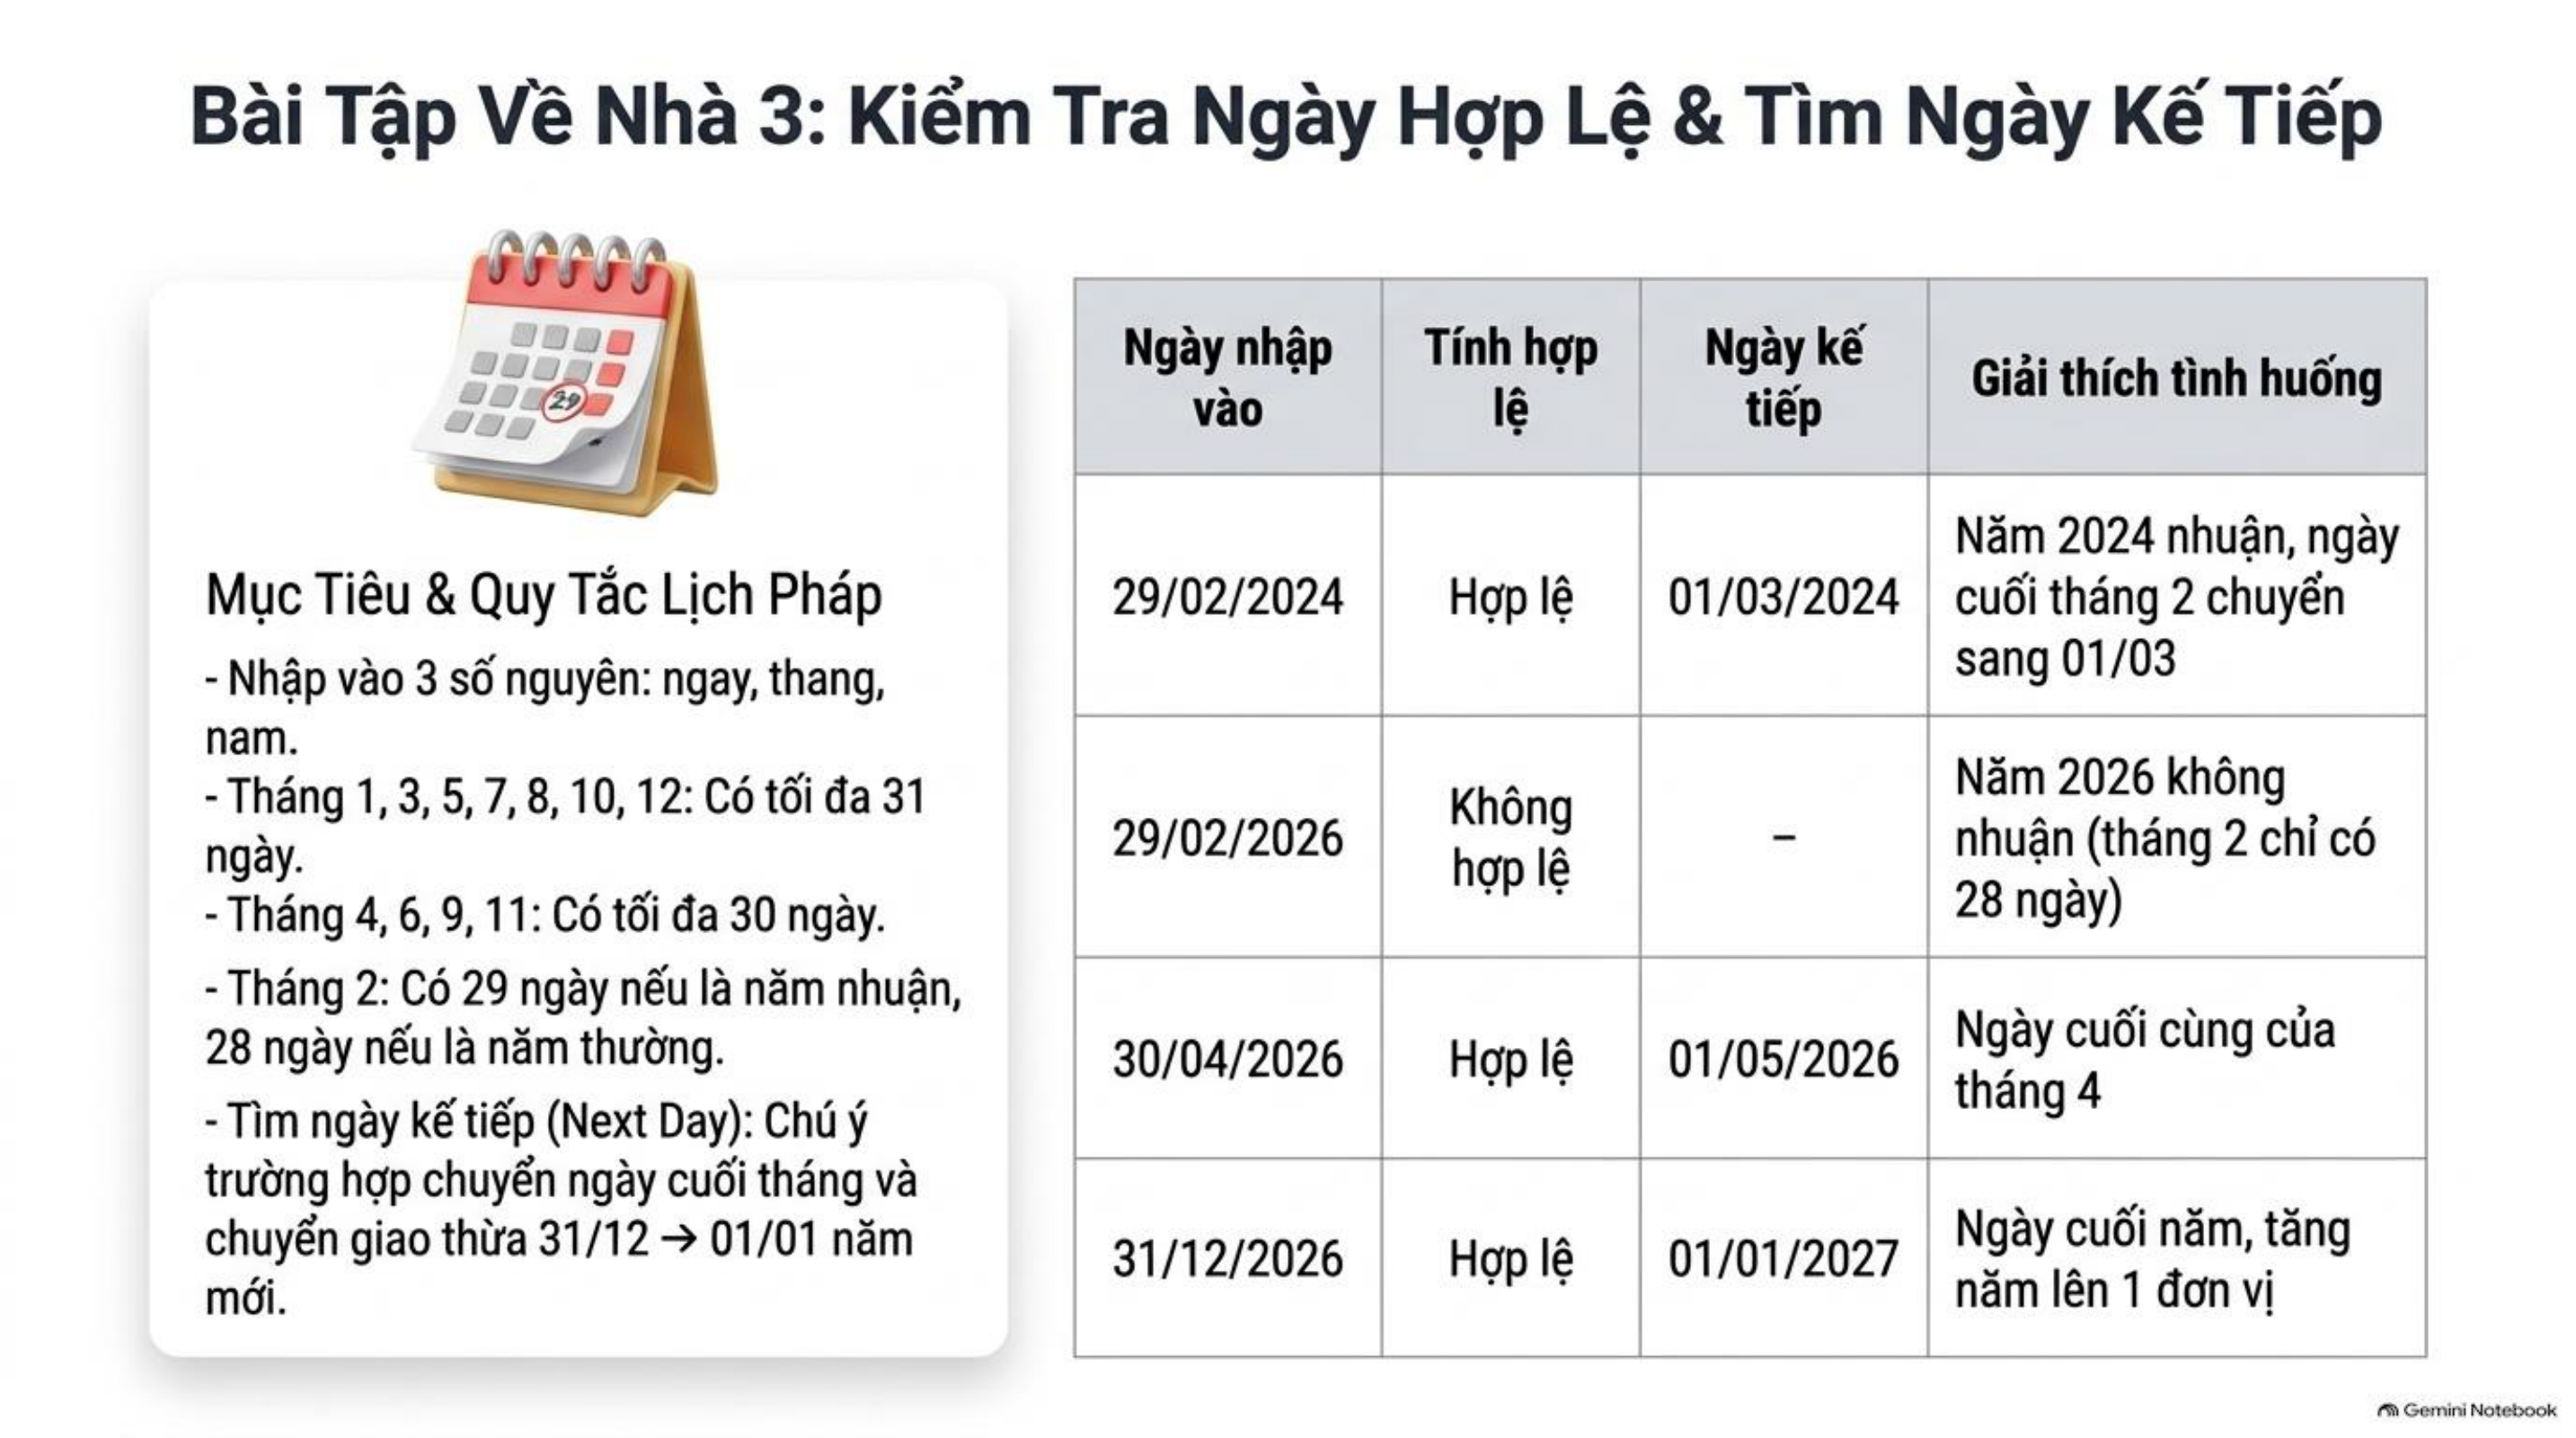 Bài Tập Về Nhà 3: Kiểm Tra Ngày Hợp Lệ & Tìm Ngày Kế Tiếp
29
Mục Tiêu & Quy Tắc Lịch Pháp
- Nhập vào 3 số nguyên: ngay, thang,
nam.
- Tháng 1, 3, 5, 7, 8, 10, 12: Có tối đa 31
ngày.
- Tháng 4, 6, 9, 11: Có tối đa 30 ngày.
- Tháng 2: Có 29 ngày nếu là năm nhuận,
28 ngày nếu là năm thường.
- Tìm ngày kế tiếp (Next Day): Chú ý
trường hợp chuyển ngày cuối tháng và
chuyển giao thừa 31/12 → 01/01 năm
mới.
Ngày nhập
vào
Tính hợp
lệ
Ngày kế
tiếp
Giải thích tình huống
29/02/2024
Hợp lệ
01/03/2024
Năm 2024 nhuận, ngày
cuối tháng 2 chuyển
sang 01/03
29/02/2026
Không
hợp lệ
–
Năm 2026 không
nhuận (tháng 2 chỉ có
28 ngày)
30/04/2026
Hợp lệ
01/05/2026
Ngày cuối cùng của
tháng 4
31/12/2026
Hợp lệ
01/01/2027
Ngày cuối năm, tăng
năm lên 1 đơn vị
Gemini Notebook